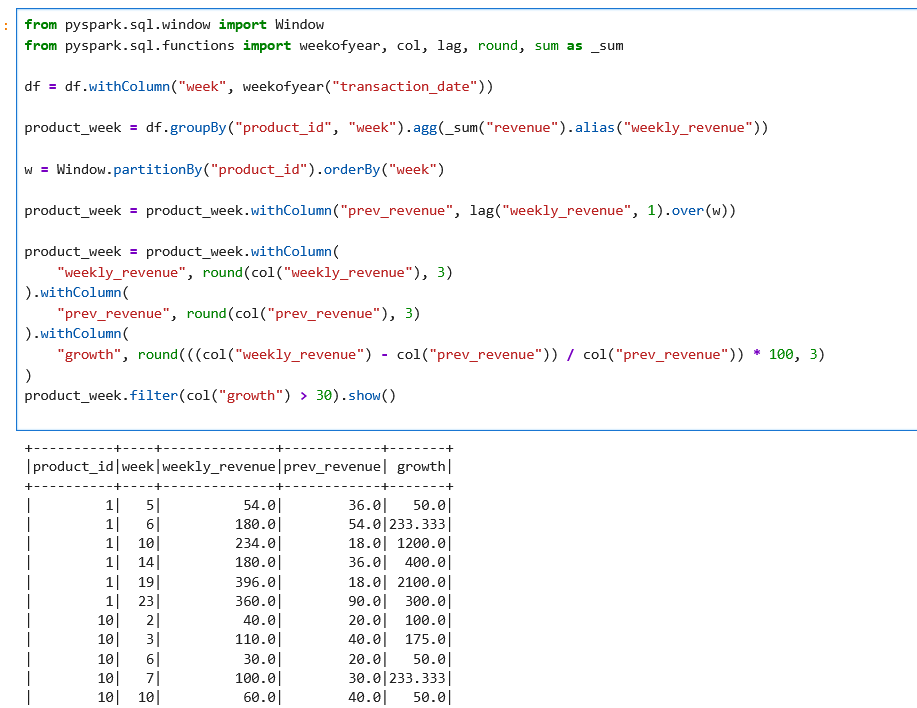 :
from pyspark.sql.window import Window
from pyspark.sql.functions import weekofyear, col, lag, round, sum as _sum
df = df.withColumn("week", weekofyear("transaction_date"))
product_week = df.groupBy("product_id", "week").agg(_sum("revenue").alias("weekly_revenue"))
w = Window.partitionBy("product_id").orderBy("week")
product_week = product_week.withColumn("prev_revenue", lag("weekly_revenue", 1).over(w))
product_week = product_week.withColumn(
    "weekly_revenue", round(col("weekly_revenue"), 3)
).withColumn(
    "prev_revenue", round(col("prev_revenue"), 3)
).withColumn(
    "growth", round(((col("weekly_revenue") - col("prev_revenue")) / col("prev_revenue")) * 100, 3)
)
product_week.filter(col("growth") > 30).show()
+----------+----+--------------+------------+-------+
|product_id|week|weekly_revenue|prev_revenue| growth|
+----------+----+--------------+------------+-------+
|         1|   5|          54.0|        36.0|   50.0|
|         1|   6|         180.0|        54.0|233.333|
|         1|  10|         234.0|        18.0| 1200.0|
|         1|  14|         180.0|        36.0|  400.0|
|         1|  19|         396.0|        18.0| 2100.0|
|         1|  23|         360.0|        90.0|  300.0|
|        10|   2|          40.0|        20.0|  100.0|
|        10|   3|         110.0|        40.0|  175.0|
|        10|   6|          30.0|        20.0|   50.0|
|        10|   7|         100.0|        30.0|233.333|
|        10|  10|          60.0|        40.0|   50.0|